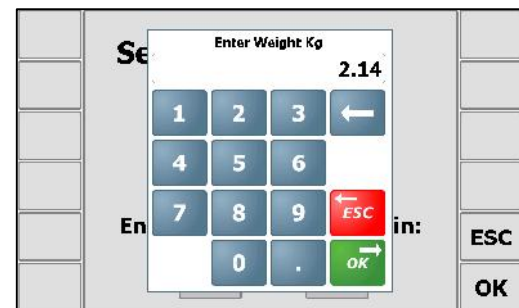 Se
Enter Weight Kg
2.14
1 2 3
4 5 6
En 7 8 9 ESC in: ESC
0 . OK OK